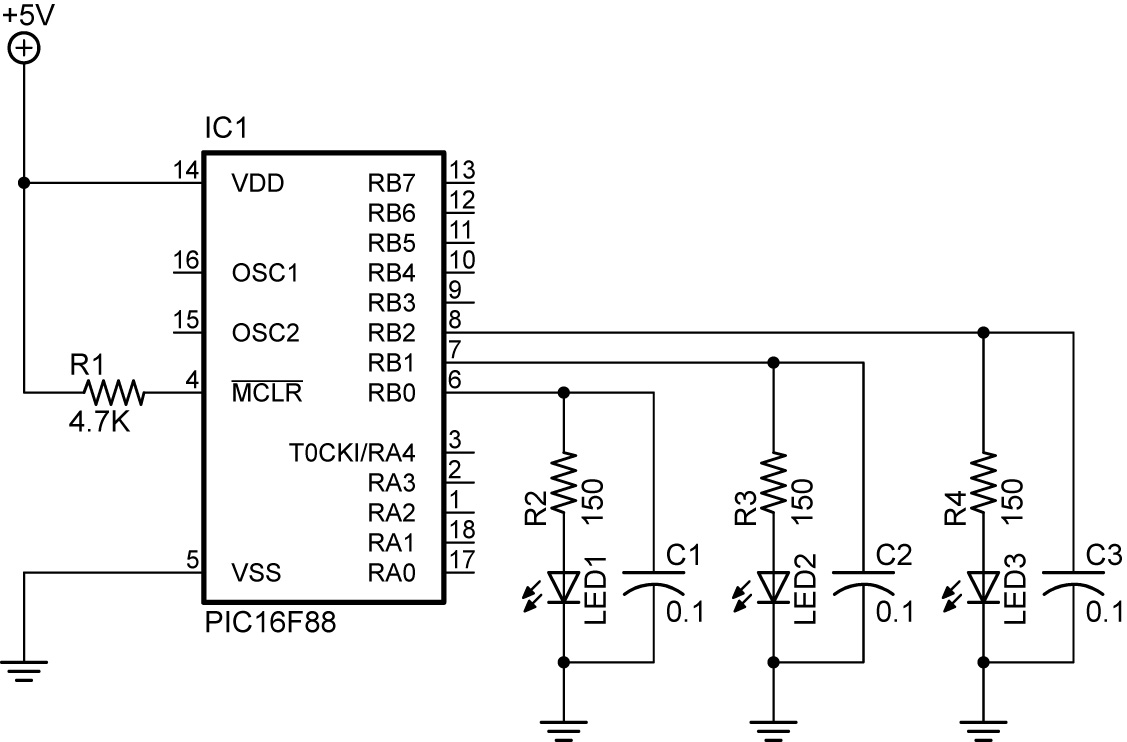 +5V
IC1
14
VDD
16
OSC1
15
OSC2
R1
4.7K
4
MCLR
5
VSS
RB7
13
RB6
12
RB5
11
RB4
10
RB3
9
RB2
8
RB1
7
RB0
6
T0CKI/RA4
3
RA3
2
RA2
1
RA1
18
RA0
17
PIC16F88
R2
150
LED1
C1
0.1
R3
150
LED2
C2
0.1
R4
150
LED3
C3
0.1